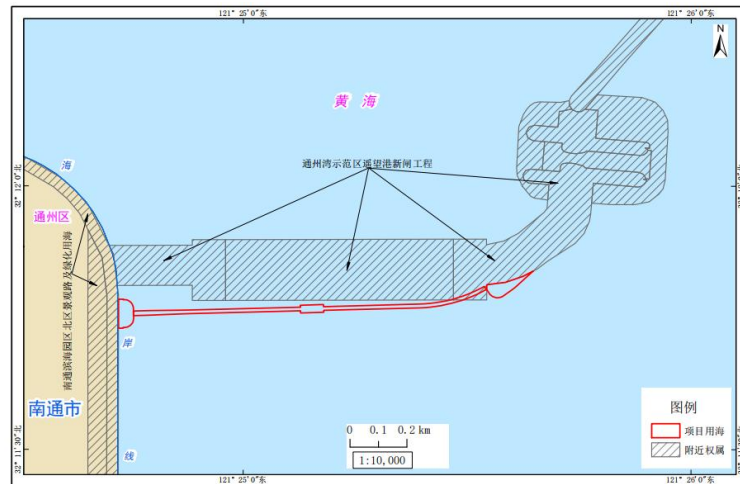 121° 25′0″东
121° 26′0″东
N
黄 海
通州湾示范区遥望港新闸工程
海
32° 12′0″北
通州区
南通滨海园区北区景观路及绿化用海
岸
南通市
0 0.1 0.2 km
1:10,000
图例
项目用海
附近权属
线
32° 11′30″北
121° 25′0″东
121° 26′0″东